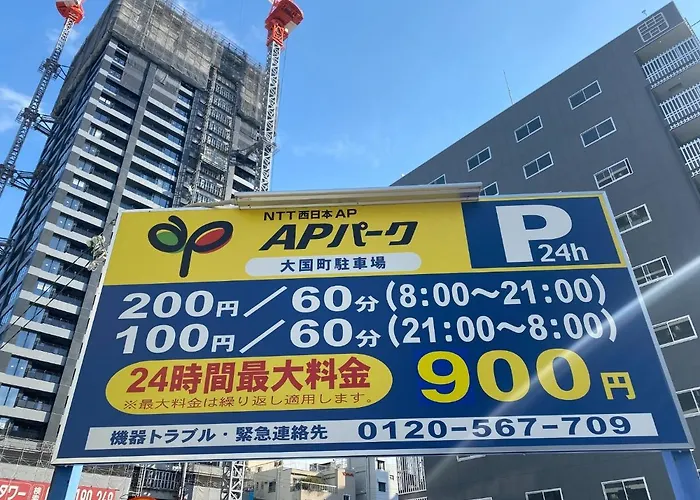 NTT西日本AP
APパーク
大国町駐車場
P
24h
200円/60分(8:00〜21:00)
100円/60分(21:00〜8:00)
24時間最大料金
※最大料金は繰り返し適用します。
900円
機器トラブル・緊急連絡先 0120-567-709